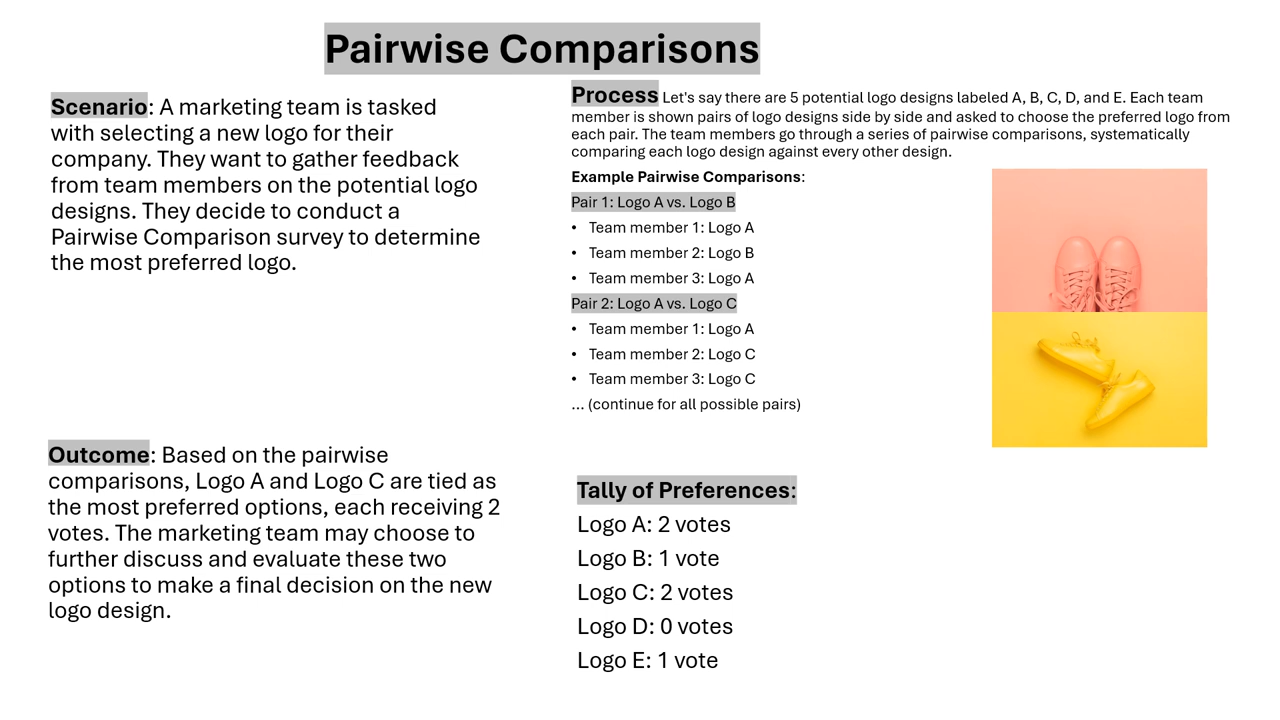 Pairwise Comparisons
Scenario: A marketing team is tasked
with selecting a new logo for their
company. They want to gather feedback
from team members on the potential logo
designs. They decide to conduct a
Pairwise Comparison survey to determine
the most preferred logo.
Outcome: Based on the pairwise
comparisons, Logo A and Logo C are tied as
the most preferred options, each receiving 2
votes. The marketing team may choose to
further discuss and evaluate these two
options to make a final decision on the new
logo design.
Process Let's say there are 5 potential logo designs labeled A, B, C, D, and E. Each team
member is shown pairs of logo designs side by side and asked to choose the preferred logo from
each pair. The team members go through a series of pairwise comparisons, systematically
comparing each logo design against every other design.
Example Pairwise Comparisons:
Pair 1: Logo A vs. Logo B
• Team member 1: Logo A
• Team member 2: Logo B
• Team member 3: Logo A
Pair 2: Logo A vs. Logo C
• Team member 1: Logo A
• Team member 2: Logo C
• Team member 3: Logo C
... (continue for all possible pairs)
Tally of Preferences:
Logo A: 2 votes
Logo B: 1 vote
Logo C: 2 votes
Logo D: 0 votes
Logo E: 1 vote